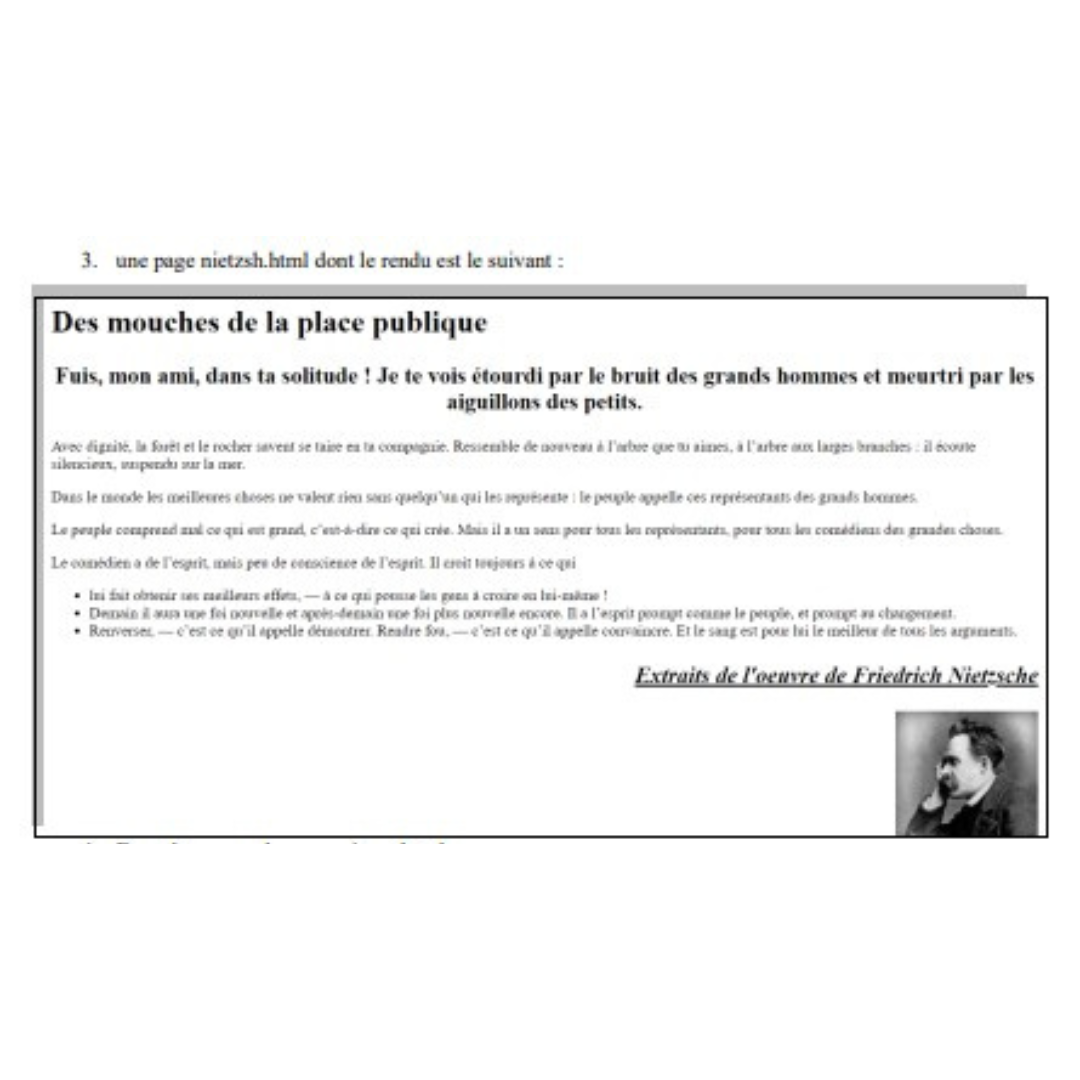 3. une page nietzsh.html dont le rendu est le suivant :
Des mouches de la place publique
Fuis, mon ami, dans ta solitude ! Je te vois étourdi par le bruit des grands hommes et meurtri par les
aiguillons des petits.
Avec dignité, la forêt et le rocher savent se taire en ta compagnie. Ressemble de nouveau à l'arbre que tu aimes, à l'arbre aux larges branches : il écoute
silencieux, suspendu sur la mer.
Dans le monde les meilleures choses ne valent rien sans quelqu'un qui les représente : le peuple appelle ces représentants des grands hommes.
Le peuple comprend mal ce qui est grand, c'est-à-dire ce qui crée. Mais il a un sens pour tous les représentants, pour tous les comédiens des grandes choses.
Le comédien a de l'esprit, mais peu de conscience de l'esprit. Il croit toujours à ce qui
• lui fait obtenir ses meilleurs effets, — à ce qui pousse les gens à croire en lui-même !
• Demain il aura une foi nouvelle et après-demain une foi plus nouvelle encore. Il a l'esprit prompt comme le peuple, et prompt au changement.
• Renverser, — c'est ce qu'il appelle démontrer. Rendre fou, — c'est ce qu'il appelle convaincre. Et le sang est pour lui le meilleur de tous les arguments.
Extraits de l'oeuvre de Friedrich Nietzsche